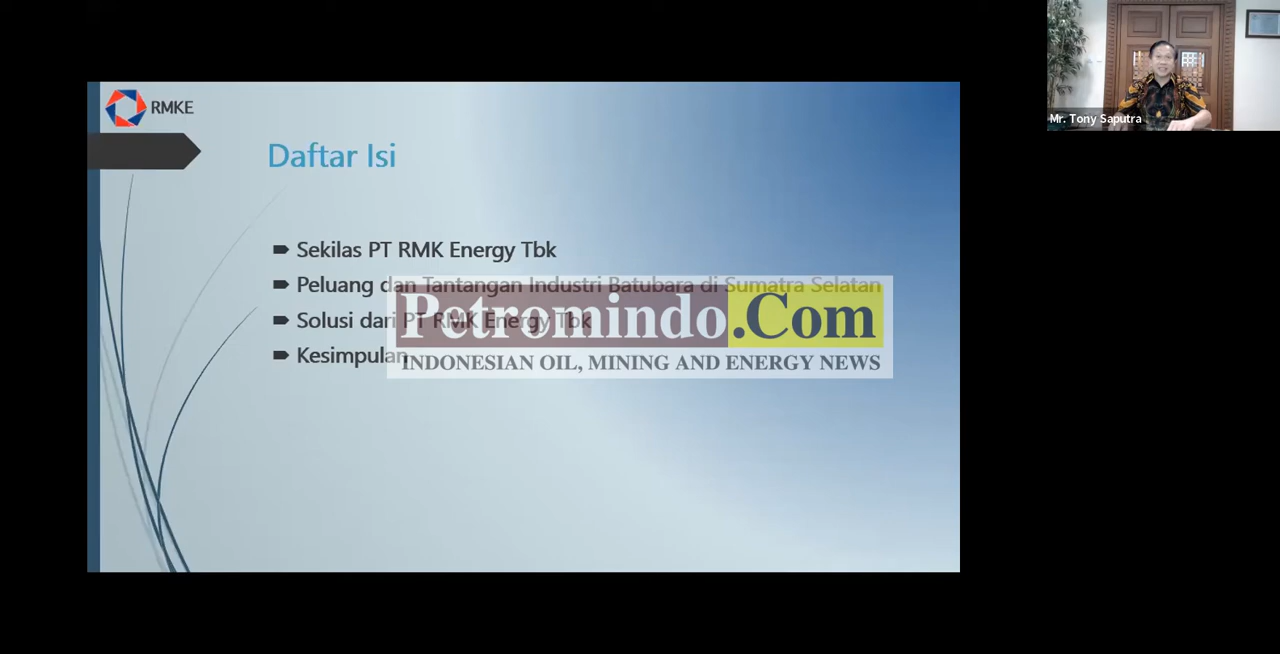 RMKE
Mr. Tony Saputra
Daftar Isi
Sekilas PT RMK Energy Tbk
Peluang dan Tantangan Industri Batubara di Sumatra Selatan
Solusi dari PT RMK Energy Tbk
Kesimpulan
Petromindo.Com
INDONESIAN OIL, MINING AND ENERGY NEWS